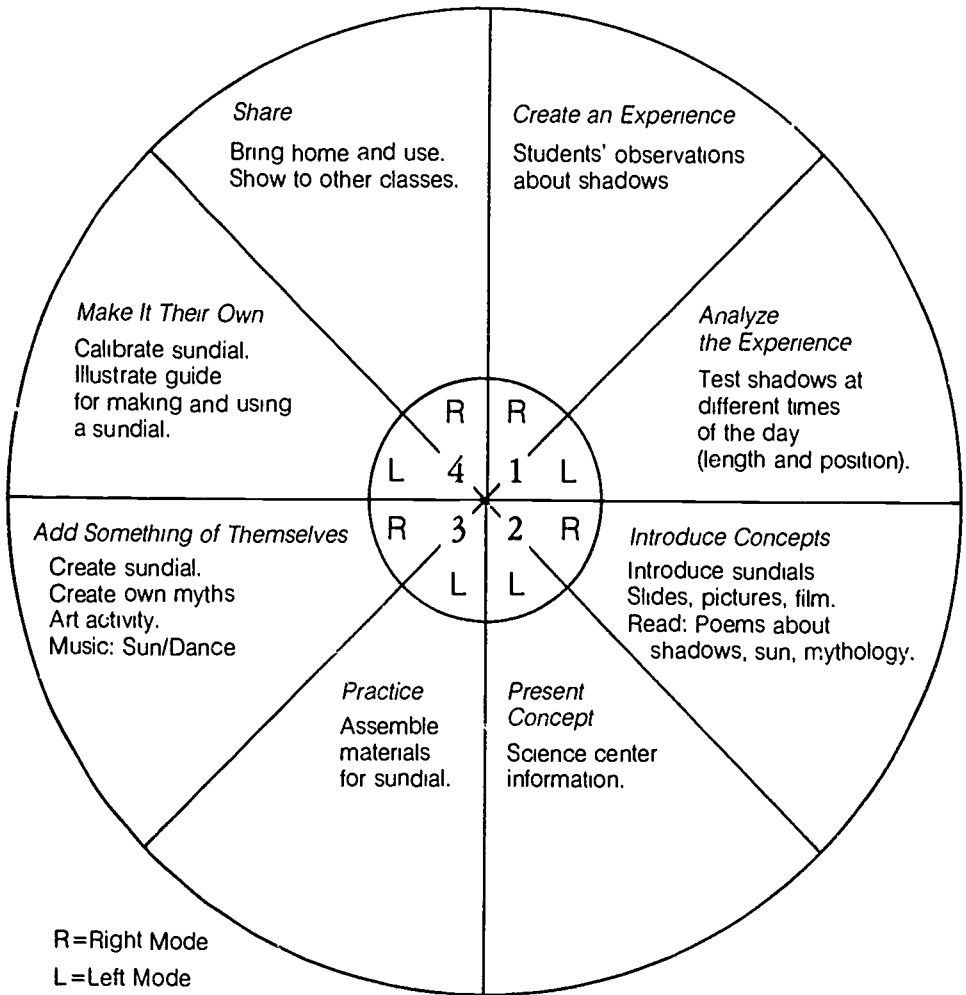 Create an Experience
Students' observations
about shadows
Analyze
the Experience
Test shadows at
different times
of the day
(length and position).
Introduce Concepts
Introduce sundials
Slides, pictures, film.
Read: Poems about
shadows, sun, mythology.
Present
Concept
Science center
information.
Practice
Assemble
materials
for sundial.
Add Something of Themselves
Create sundial.
Create own myths
Art activity.
Music: Sun/Dance
Make It Their Own
Calibrate sundial.
Illustrate guide
for making and using
a sundial.
Share
Bring home and use.
Show to other classes.
R R
L 4 1 L
R 3 2 R
L L
R=Right Mode
L=Left Mode